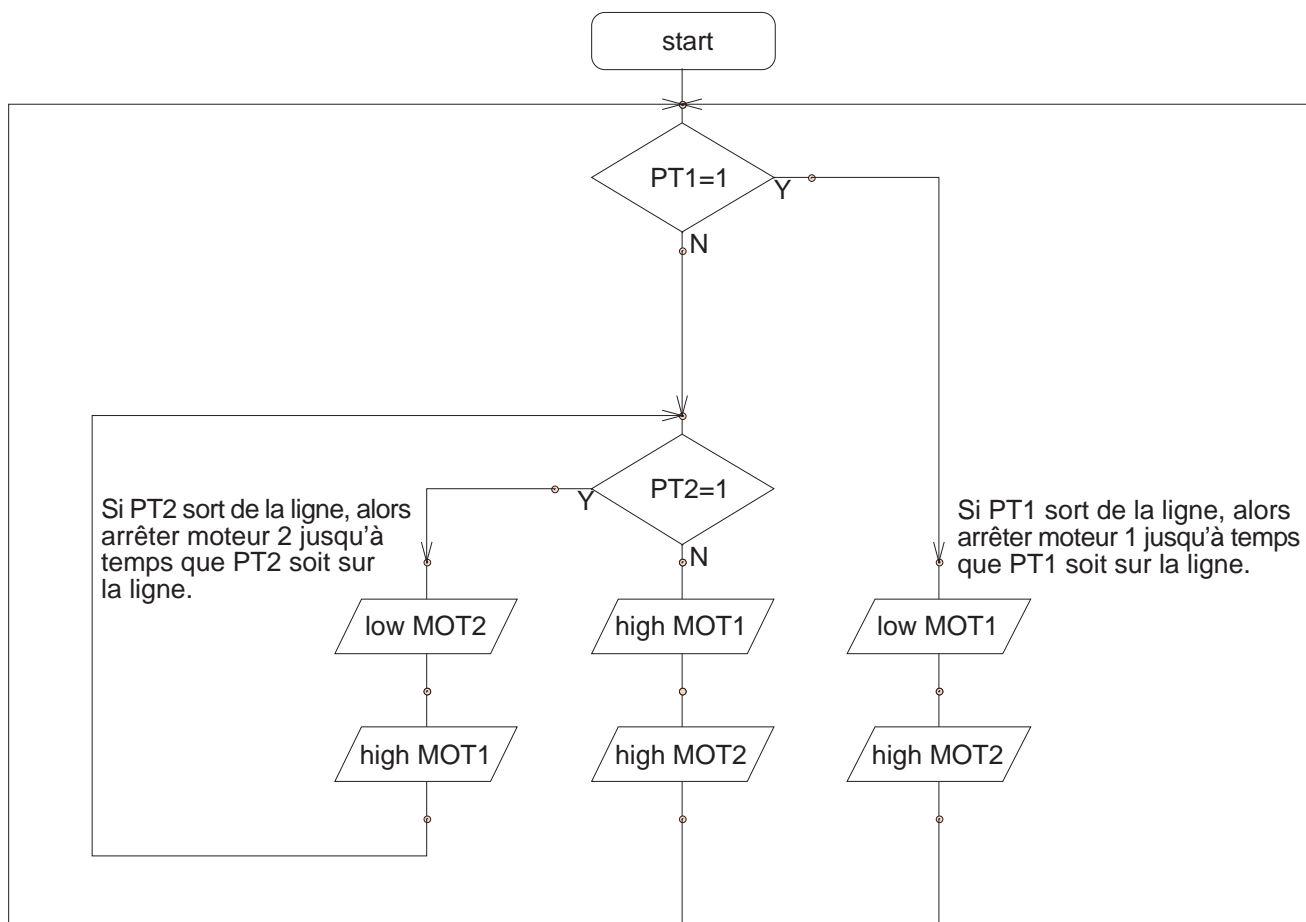 start
PT1=1
Y
N
PT2=1
Y
N
Si PT2 sort de la ligne, alors
arrêter moteur 2 jusqu'à
temps que PT2 soit sur
la ligne.
Si PT1 sort de la ligne, alors
arrêter moteur 1 jusqu'à temps
que PT1 soit sur la ligne.
low MOT2
high MOT1
low MOT1
high MOT1
high MOT2
high MOT2